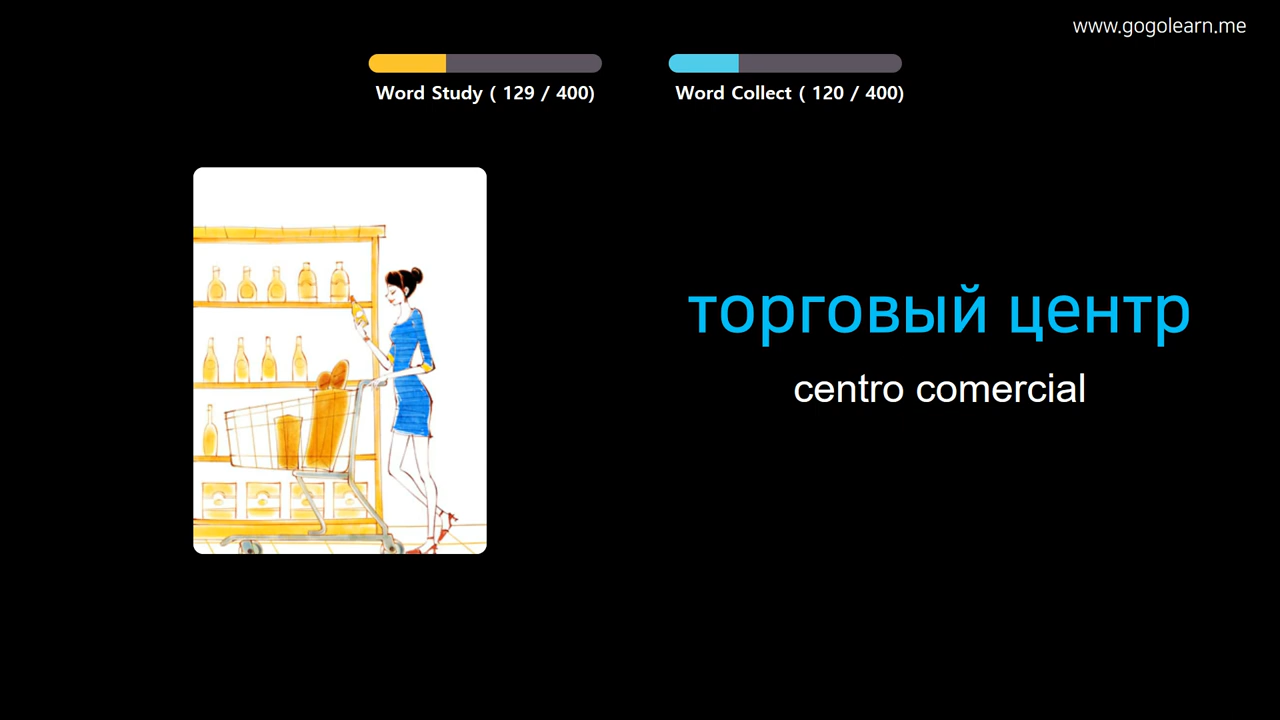 www.gogolearn.me
Word Study ( 129 / 400)
Word Collect ( 120 / 400)
торговый центр
centro comercial